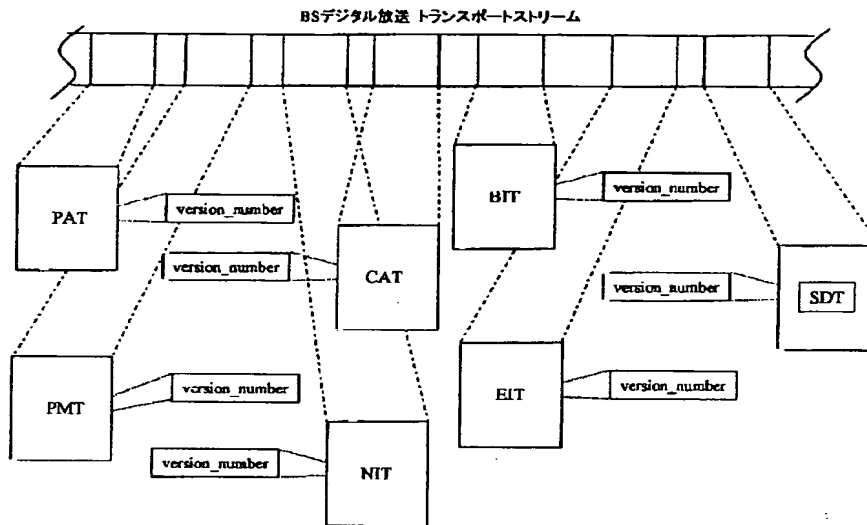 BSデジタル放送 トランスポートストリーム
PAT
version_number
BIT
version_number
version_number
CAT
version_number
SDT
PMT
version_number
EIT
version_number
version_number
NIT